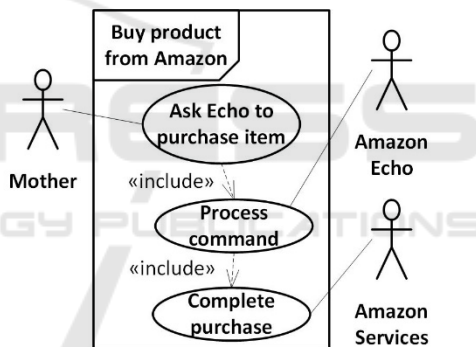 Buy product
from Amazon
Ask Echo to
purchase item
Mother
Amazon
Echo
«include»
Process
command
«include»
Complete
purchase
Amazon
Services